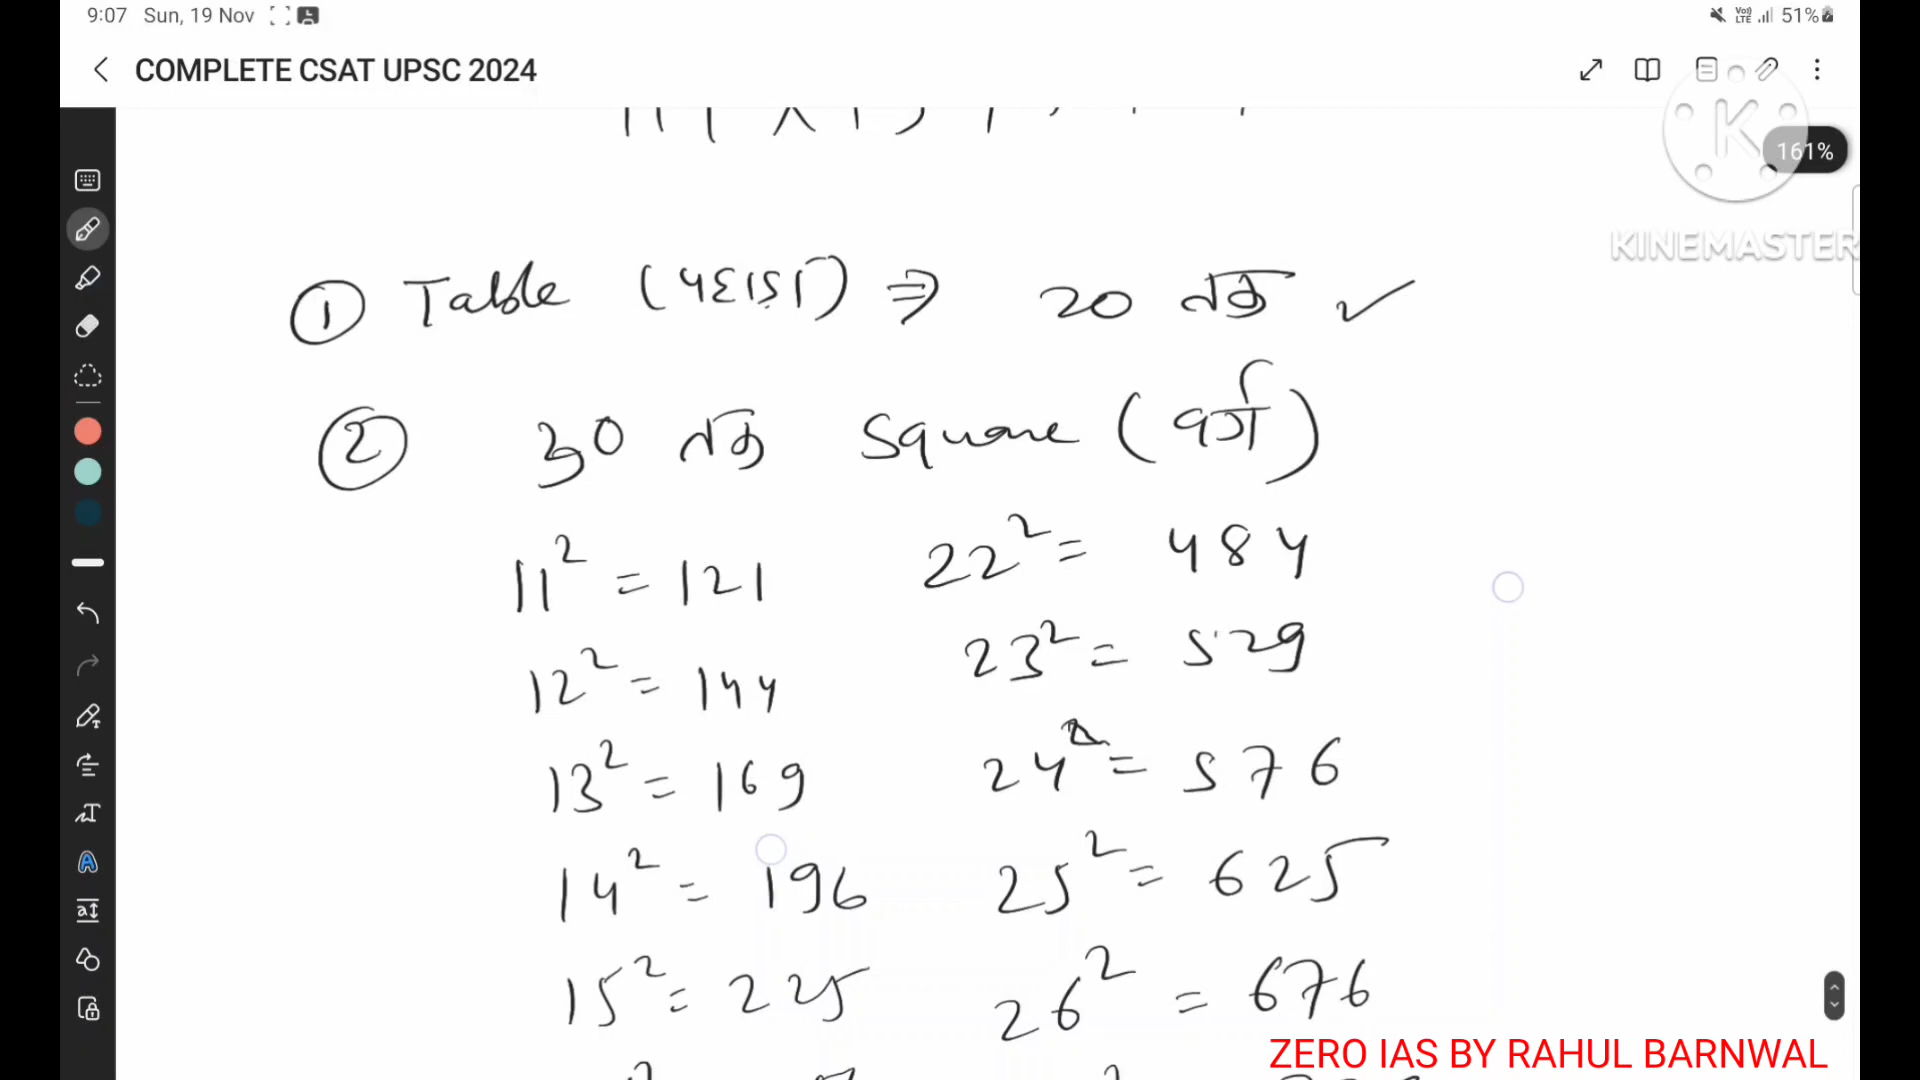 9:07 Sun, 19 Nov
51%
COMPLETE CSAT UPSC 2024
161%
KINEMASTER
① Table (पहाड़ा) ⇒ 20 तक ✓
② 30 तक Square (वर्ग)
11² = 121 22² = 484
12² = 144 23² = 529
13² = 169 24² = 576
14² = 196 25² = 625
15² = 225 26² = 676
ZERO IAS BY RAHUL BARNWAL